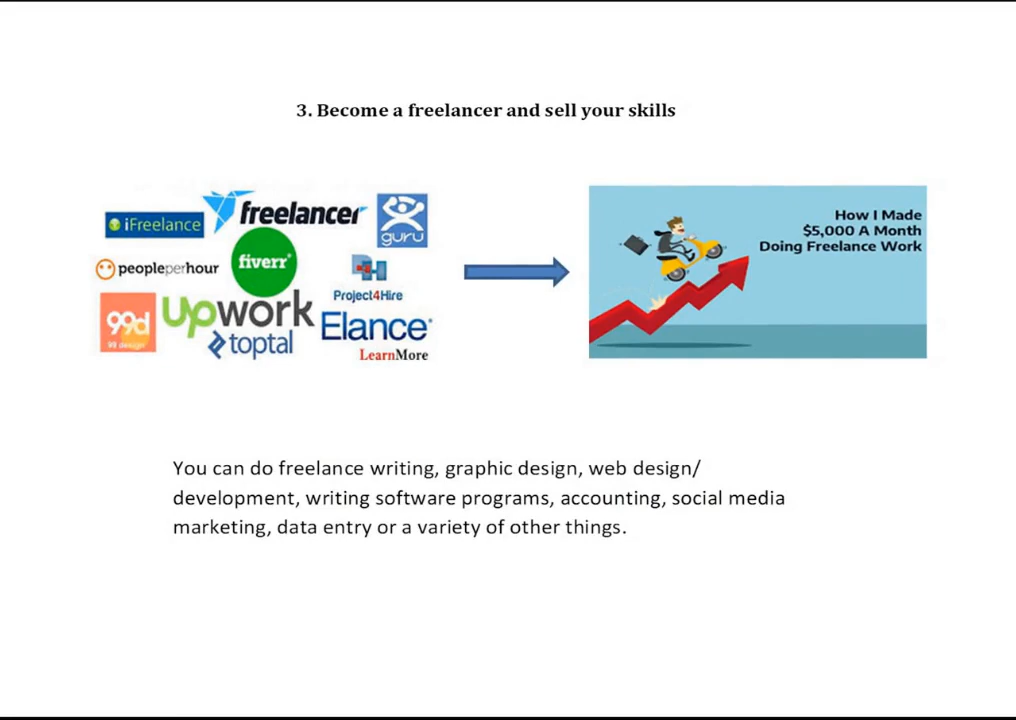 3. Become a freelancer and sell your skills
iFreelance
freelancer
guru
peopleperhour
fiverr
Project4Hire
99d
upwork
Elance
toptal
LearnMore
How I Made
$5,000 A Month
Doing Freelance Work
You can do freelance writing, graphic design, web design/
development, writing software programs, accounting, social media
marketing, data entry or a variety of other things.